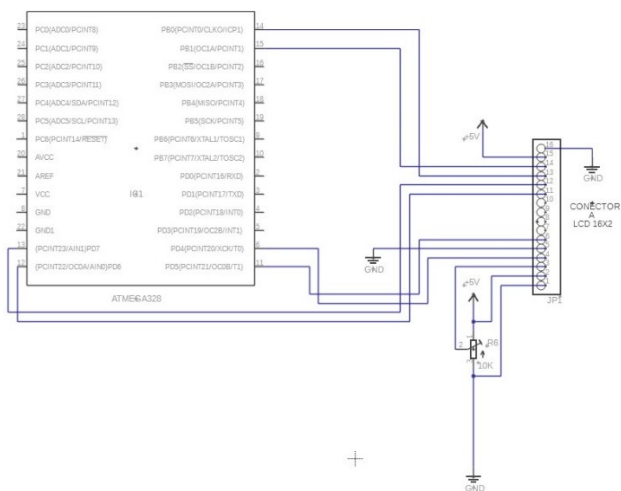 23 PC0(ADC0/PCINT8) PB0(PCINT0/CLKO/ICP1) 14
24 PC1(ADC1/PCINT9) PB1(OC1A/PCINT1) 15
25 PC2(ADC2/PCINT10) PB2(SS/OC1B/PCINT2) 16
26 PC3(ADC3/PCINT11) PB3(MOSI/OC2A/PCINT3) 17
27 PC4(ADC4/SDA/PCINT12) PB4(MISO/PCINT4) 18
28 PC5(ADC5/SCL/PCINT13) PB5(SCK/PCINT5) 19
1 PC6(PCINT14/RESET) PB6(PCINT6/XTAL1/TOSC1) 9
20 AVCC PB7(PCINT7/XTAL2/TOSC2) 10
21 AREF PD0(PCINT16/RXD) 2
7 VCC IC1 PD1(PCINT17/TXD) 3
8 GND PD2(PCINT18/INT0) 4
22 GND1 PD3(PCINT19/OC2B/INT1) 5
13 (PCINT23/AIN1)PD7 PD4(PCINT20/XCK/T0) 6
12 (PCINT22/OC0A/AIN0)PD6 PD5(PCINT21/OC0B/T1) 11
ATMEGA328
+5V
16
15
14
13
12
11
10
9
8
7
6
5
4
3
2
1
GND
CONECTOR
A
LCD 16X2
JP1
GND
+5V
1
2
3
R6
10K
GND